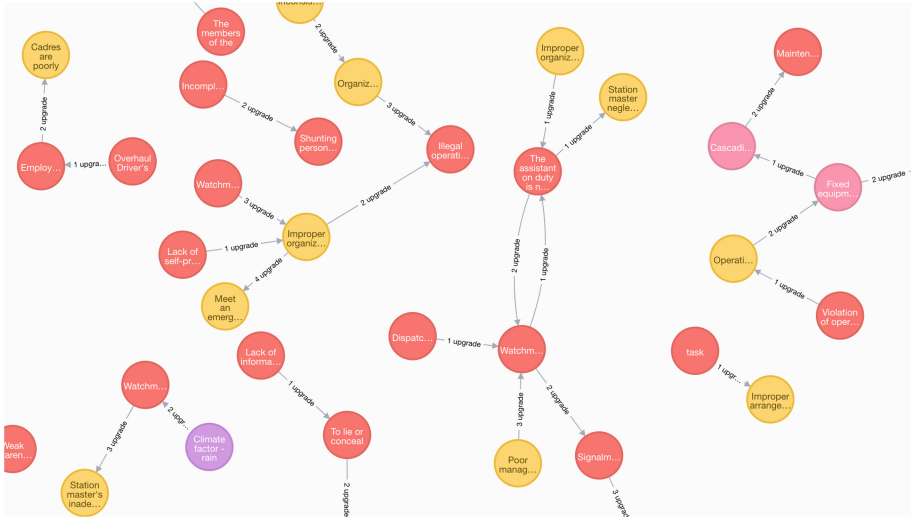 The
members
of the
2 upgrade
Improper
organiz...
Mainten...
Cadres
are
poorly
Organiz...
Incompl...
Station
master
negle...
2 upgrade
3 upgrade
1 upgrade
2 upgrade
2 upgrade
1 upgrade
Shunting
person...
Illegal
operati...
Cascadi...
1 upgrade
Employ...
1 upgra...
Overhaul
Driver's
The
assistant
on duty
is n...
Fixed
equipm...
2 upgrade
Watchm...
3 upgrade
2 upgrade
2 upgrade
Improper
organiz...
Lack of
self-pr...
1 upgrade
4 upgrade
2 upgrade
1 upgrade
Operati...
1 upgrade
Meet
an
emerg...
Violation
of oper...
Dispatc...
1 upgrade
Watchm...
task
1 upgr...
Lack of
informa...
1 upgrade
Watchm...
2 upgr...
3 upgrade
3 upgrade
2 upgrade
Improper
arrange...
To lie or
conceal
Climate
factor -
rain
Weak
Poor
manag...
Signalm...
2 upgrade
3 upgrade
Station
master's
inade...